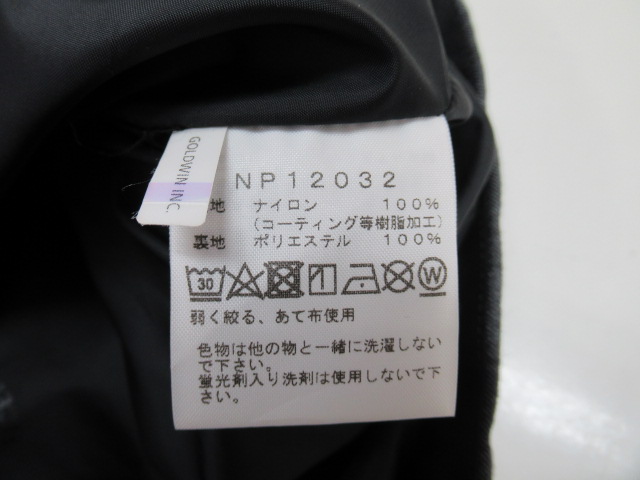 GOLDWIN INC.
NP12032
地 ナイロン 100%
(コーティング等樹脂加工)
裏地 ポリエステル 100%
30
W
弱く絞る、あて布使用
色物は他の物と一緒に洗濯しない
で下さい。
蛍光剤入り洗剤は使用しないで下
さい。